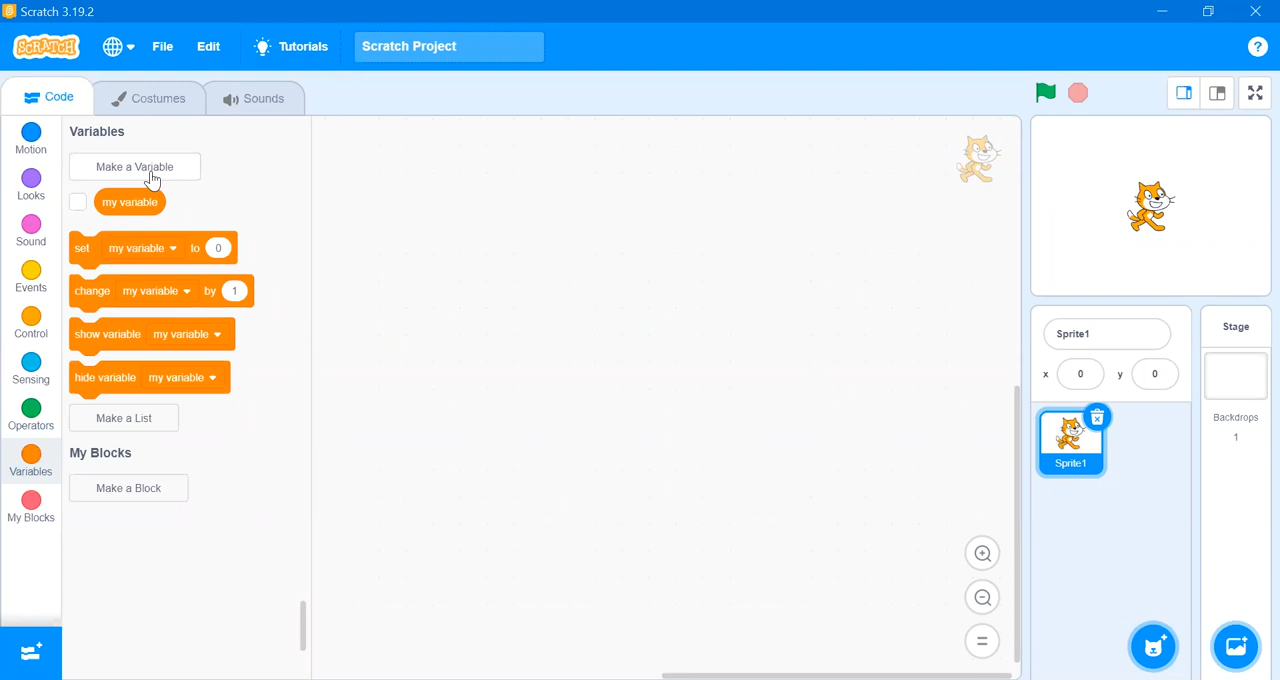 Scratch 3.19.2
SCRATCH
File
Edit
Tutorials
Scratch Project
?
Code
Costumes
Sounds
Motion
Looks
Sound
Events
Control
Sensing
Operators
Variables
My Blocks
Variables
Make a Variable
my variable
set my variable to 0
change my variable by 1
show variable my variable
hide variable my variable
Make a List
My Blocks
Make a Block
Sprite1
x 0 y 0
Sprite1
Stage
Backdrops
1